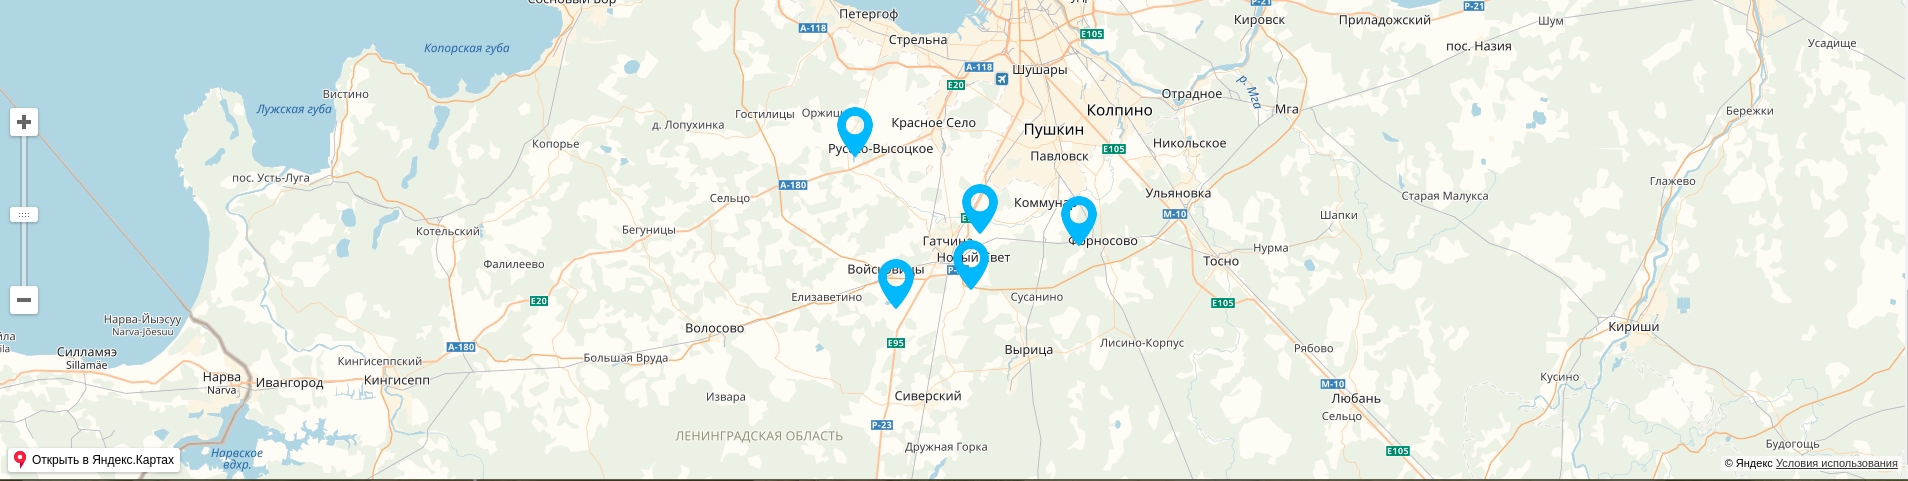 Сосновый Бор
Петергоф
А-118
Р-21
Р-21
Кировск
Приладожский
Шум
Копорская губа
Стрельна
E105
пос. Назия
Усадище
А-118
Шушары
E20
р. Мга
Вистино
Отрадное
Лужская губа
Гостилицы
Колпино
Мга
Бережки
д. Лопухинка
Красное Село
Пушкин
Копорье
Никольское
E105
Павловск
пос. Усть-Луга
А-180
Глажево
Сельцо
Ульяновка
Старая Малукса
М-10
Шапки
Котельский
Бегуницы
Гатчина
Форносово
Нурма
Фалилеево
Новый Свет
Тосно
Войсковицы
Елизаветино
Сусанино
E20
E105
Нарва-Йыэсуу
Narva-Jõesuu
Волосово
Кириши
E95
Силламяэ
Sillamäe
А-180
Вырица
Лисино-Корпус
Рябово
Кингисеппский
Большая Вруда
Нарва
Narva
Ивангород
Кингисепп
Кусино
М-10
Извара
Сиверский
Любань
Сельцо
Р-23
ЛЕНИНГРАДСКАЯ ОБЛАСТЬ
Дружная Горка
Будогощь
E105
Нарвское
вдхр.
Открыть в Яндекс.Картах
© Яндекс Условия использования